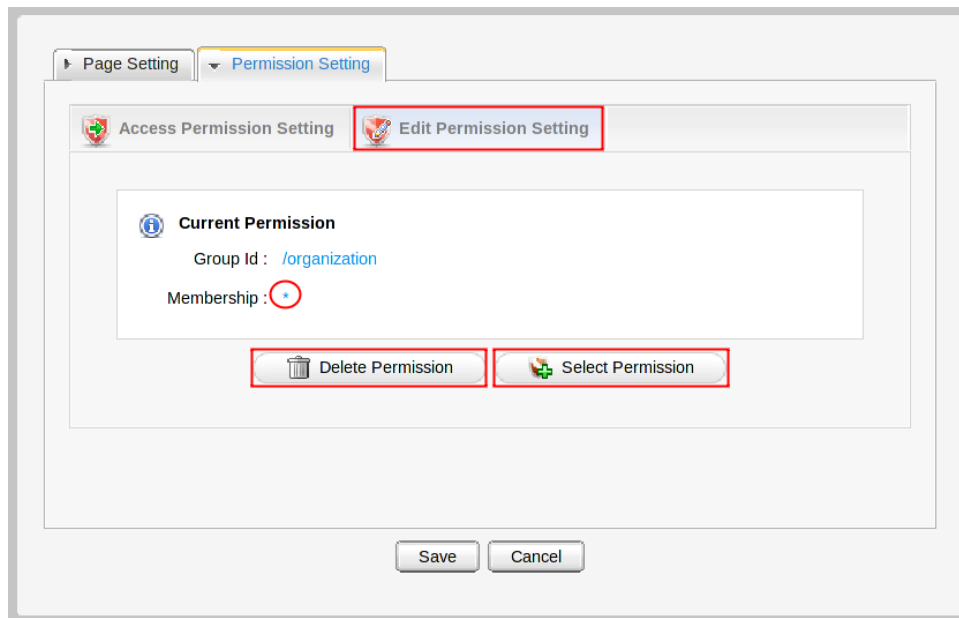 Page Setting Permission Setting
Access Permission Setting Edit Permission Setting
Current Permission
Group Id : /organization
Membership : *
Delete Permission Select Permission
Save Cancel